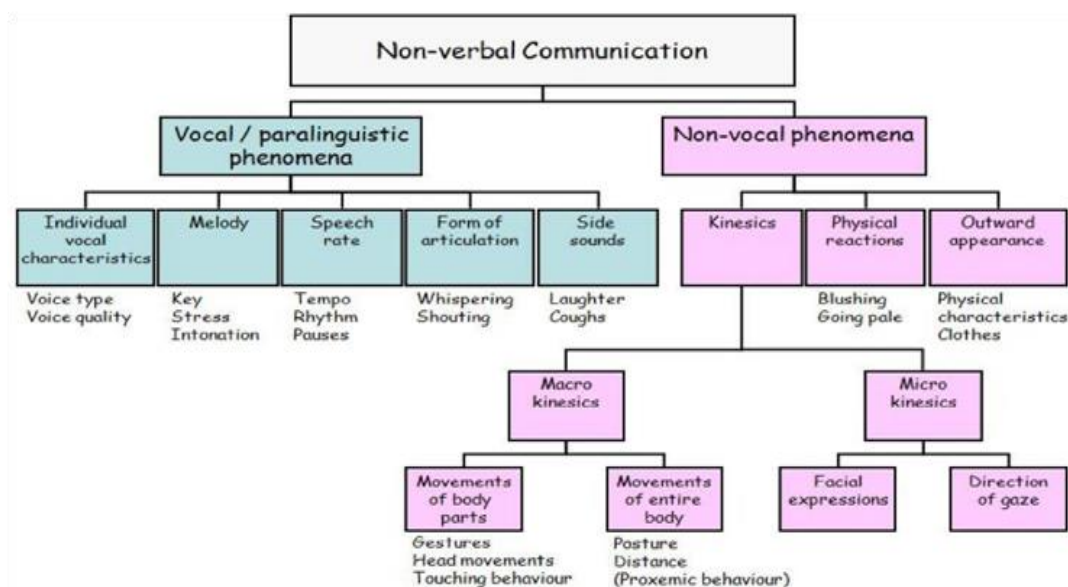 Non-verbal Communication
Vocal / paralinguistic
phenomena
Non-vocal phenomena
Individual
vocal
characteristics
Melody
Speech
rate
Form of
articulation
Side
sounds
Kinesics
Physical
reactions
Outward
appearance
Voice type
Voice quality
Key
Stress
Intonation
Tempo
Rhythm
Pauses
Whispering
Shouting
Laughter
Coughs
Blushing
Going pale
Physical
characteristics
Clothes
Macro
kinesics
Micro
kinesics
Movements
of body
parts
Movements
of entire
body
Facial
expressions
Direction
of gaze
Gestures
Head movements
Touching behaviour
Posture
Distance
(Proxemic behaviour)